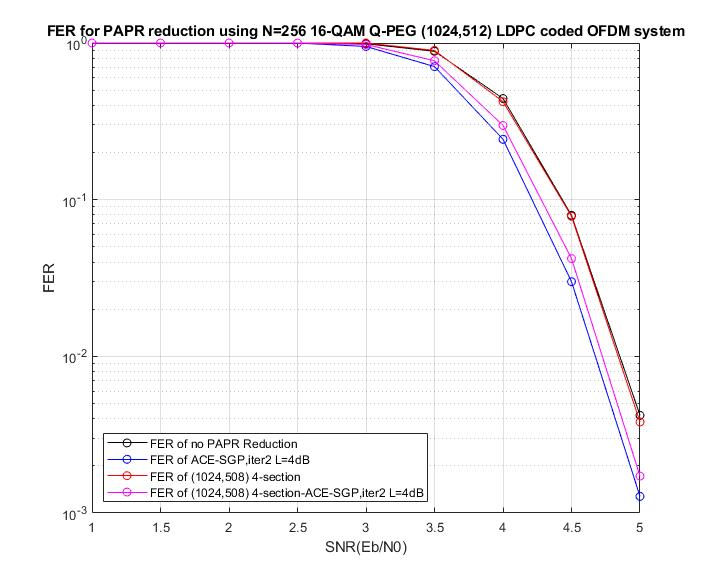 FER for PAPR reduction using N=256 16-QAM Q-PEG (1024,512) LDPC coded OFDM system
10^0
10^-1
10^-2
10^-3
FER
FER of no PAPR Reduction
FER of ACE-SGP,iter2 L=4dB
FER of (1024,508) 4-section
FER of (1024,508) 4-section-ACE-SGP,iter2 L=4dB
1 1.5 2 2.5 3 3.5 4 4.5 5
SNR(Eb/N0)